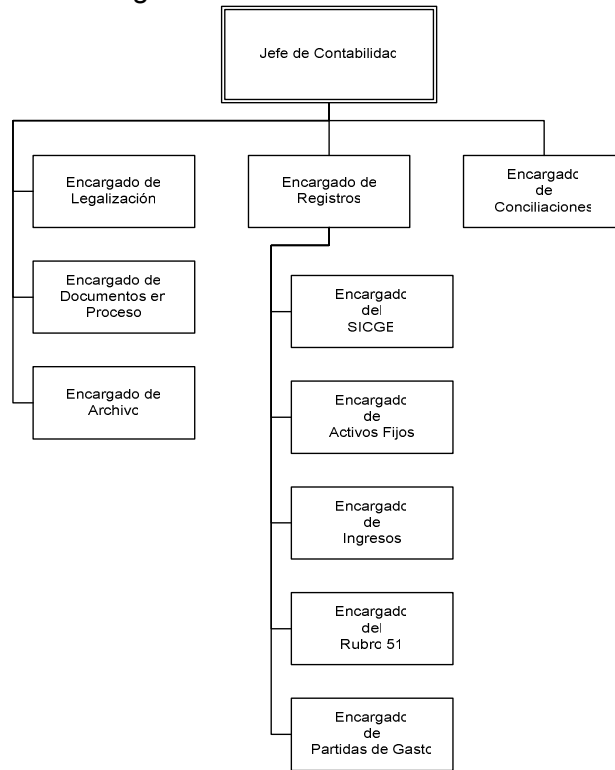 Jefe de Contabilidad
Encargado de
Legalización
Encargado de
Registros
Encargado
de
Conciliaciones
Encargado de
Documentos en
Proceso
Encargado de
Archivo
Encargado
del
SICGE
Encargado
de
Activos Fijos
Encargado
de
Ingresos
Encargado
del
Rubro 51
Encargado
de
Partidas de Gasto